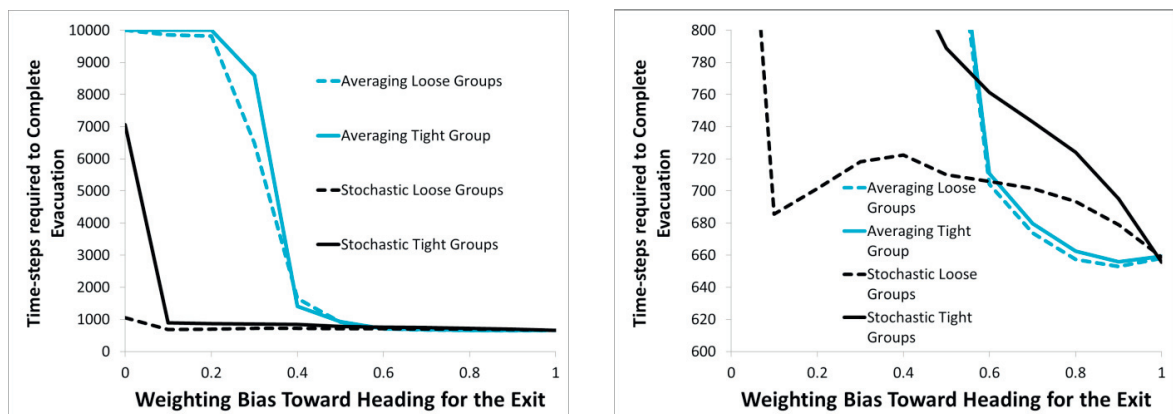 10000
9000
8000
7000
6000
5000
4000
3000
2000
1000
0
Time-steps required to Complete
Evacuation
Averaging Loose Groups
Averaging Tight Group
Stochastic Loose Groups
Stochastic Tight Groups
0 0.2 0.4 0.6 0.8 1
Weighting Bias Toward Heading for the Exit
800
780
760
740
720
700
680
660
640
620
600
Time-steps required to Complete
Evacuation
Averaging Loose
Groups
Averaging Tight
Group
Stochastic Loose
Groups
Stochastic Tight
Groups
0 0.2 0.4 0.6 0.8 1
Weighting Bias Toward Heading for the Exit